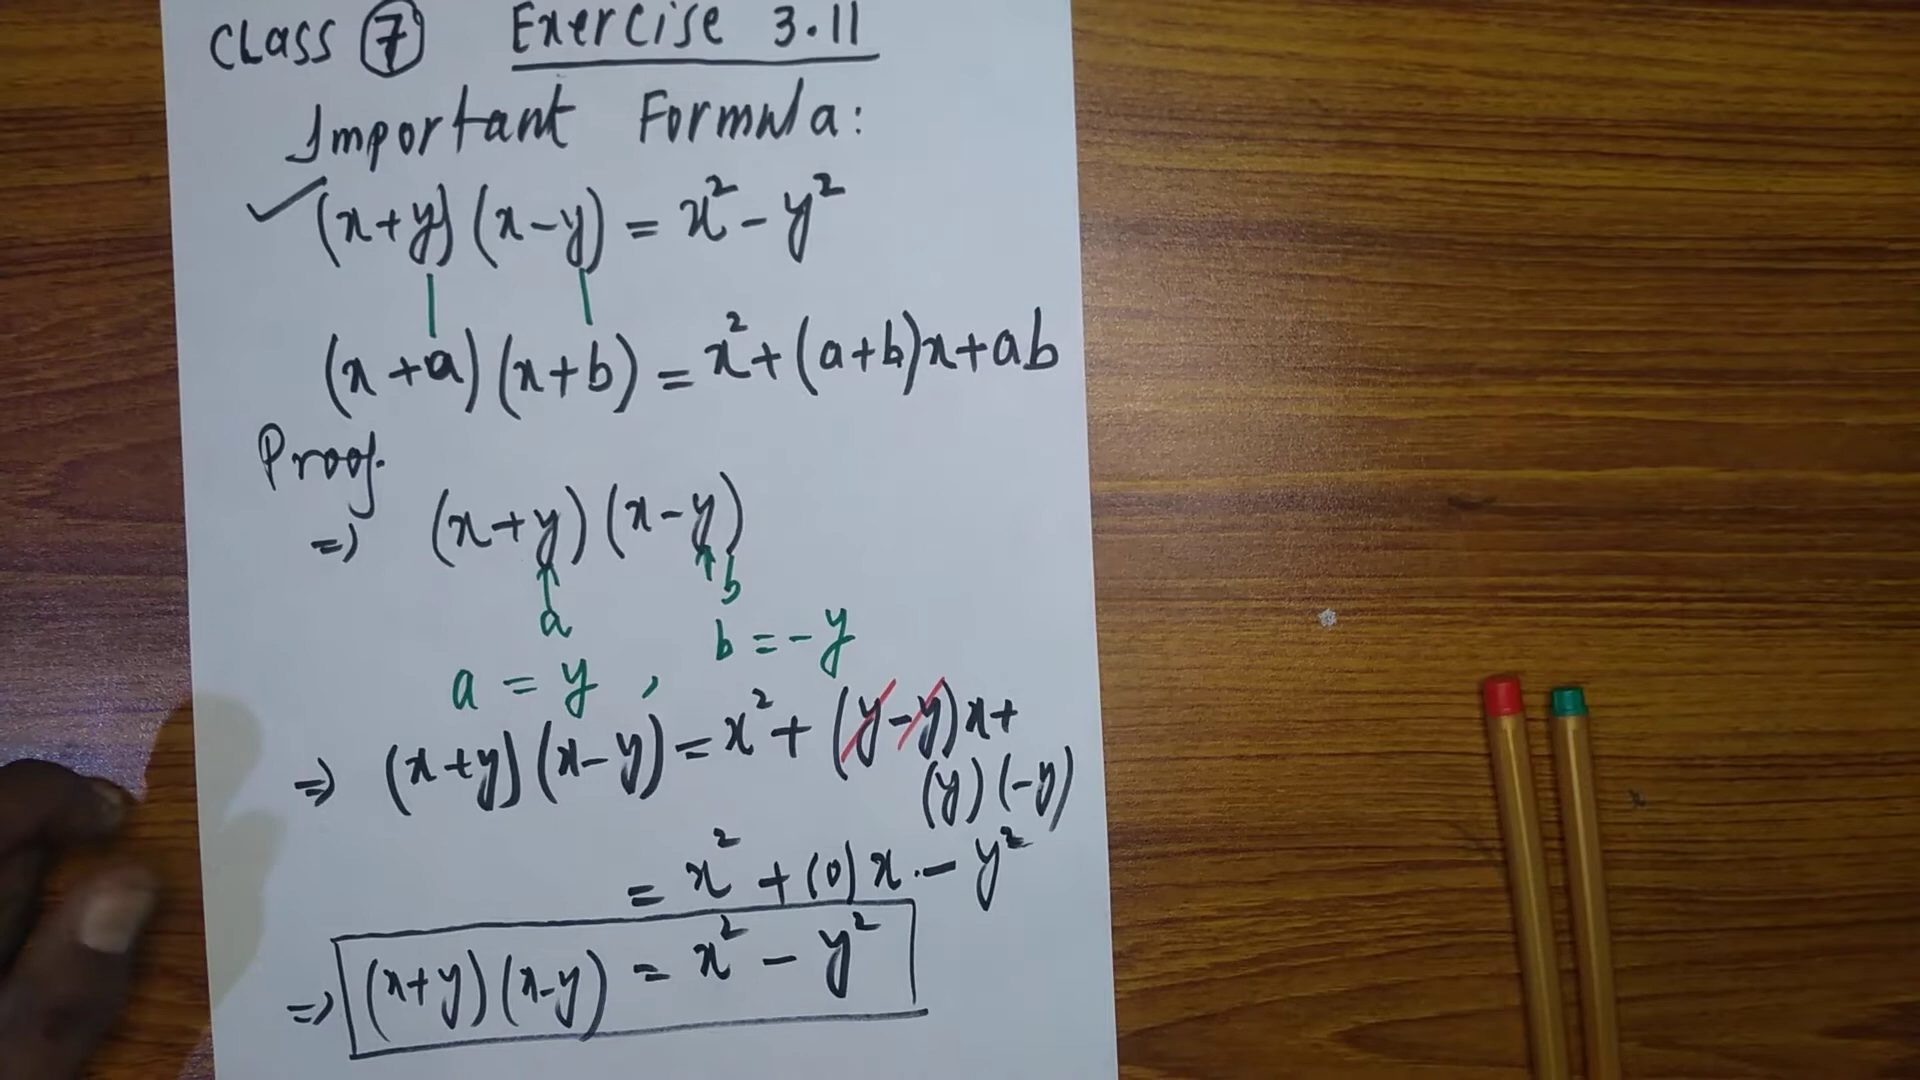 CLASS 7 Exercise 3.11
Important Formula:
✓ (x+y)(x-y) = x² - y²
(x+a)(x+b) = x² + (a+b)x + ab
Proof
⇒ (x+y)(x-y)
a b
b = -y
a = y ,
⇒ (x+y)(x-y) = x² + (y-y)x +
(y)(-y)
= x² + (0)x - y²
⇒ (x+y)(x-y) = x² - y²